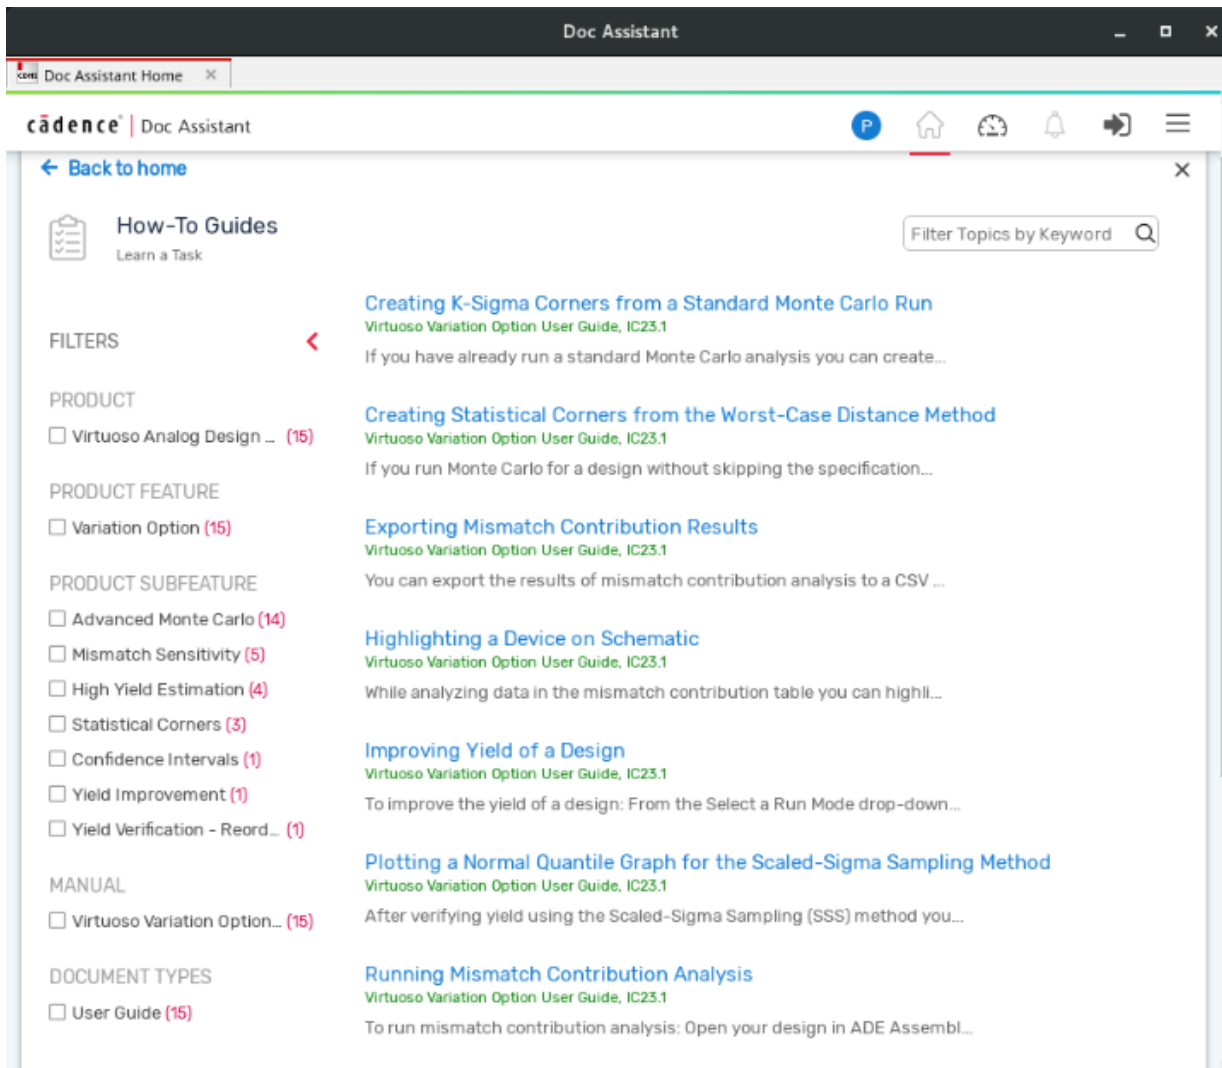 Doc Assistant
Doc Assistant Home
cādence Doc Assistant
P
Back to home
How-To Guides
Learn a Task
Filter Topics by Keyword
FILTERS
PRODUCT
Virtuoso Analog Design ... (15)
PRODUCT FEATURE
Variation Option (15)
PRODUCT SUBFEATURE
Advanced Monte Carlo (14)
Mismatch Sensitivity (5)
High Yield Estimation (4)
Statistical Corners (3)
Confidence Intervals (1)
Yield Improvement (1)
Yield Verification - Reord... (1)
MANUAL
Virtuoso Variation Option... (15)
DOCUMENT TYPES
User Guide (15)
Creating K-Sigma Corners from a Standard Monte Carlo Run
Virtuoso Variation Option User Guide, IC23.1
If you have already run a standard Monte Carlo analysis you can create...
Creating Statistical Corners from the Worst-Case Distance Method
Virtuoso Variation Option User Guide, IC23.1
If you run Monte Carlo for a design without skipping the specification...
Exporting Mismatch Contribution Results
Virtuoso Variation Option User Guide, IC23.1
You can export the results of mismatch contribution analysis to a CSV ...
Highlighting a Device on Schematic
Virtuoso Variation Option User Guide, IC23.1
While analyzing data in the mismatch contribution table you can highli...
Improving Yield of a Design
Virtuoso Variation Option User Guide, IC23.1
To improve the yield of a design: From the Select a Run Mode drop-down...
Plotting a Normal Quantile Graph for the Scaled-Sigma Sampling Method
Virtuoso Variation Option User Guide, IC23.1
After verifying yield using the Scaled-Sigma Sampling (SSS) method you...
Running Mismatch Contribution Analysis
Virtuoso Variation Option User Guide, IC23.1
To run mismatch contribution analysis: Open your design in ADE Assembl...